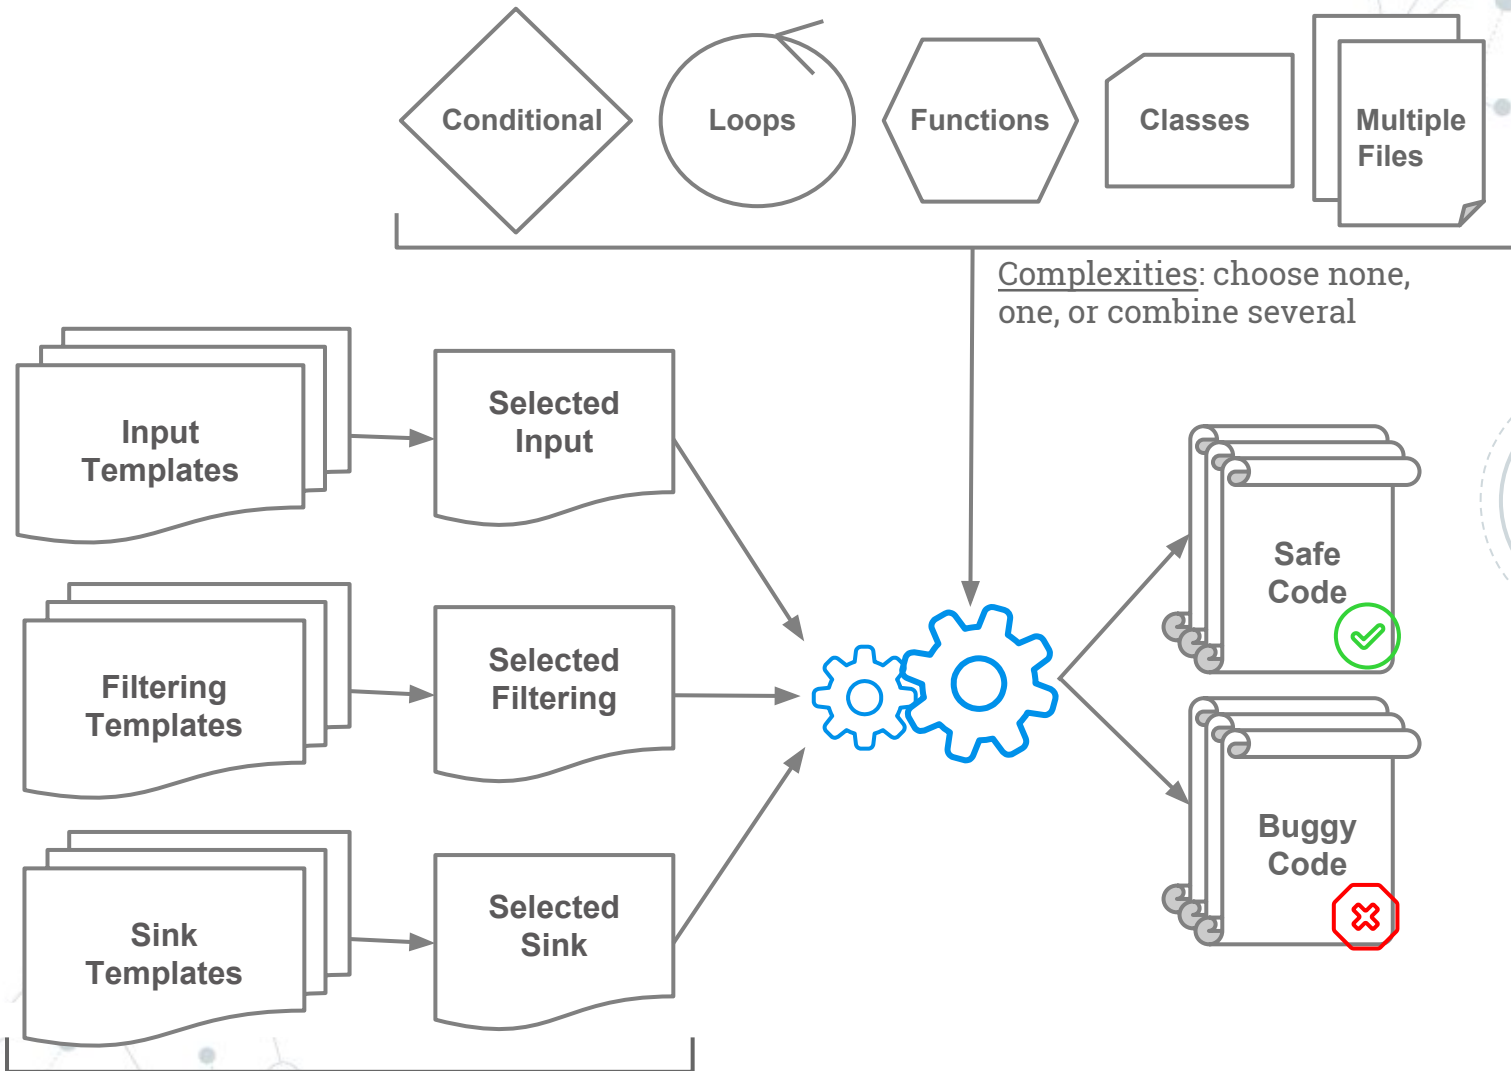 Conditional
Loops
Functions
Classes
Multiple
Files
Complexities: choose none,
one, or combine several
Input
Templates
Selected
Input
Filtering
Templates
Selected
Filtering
Sink
Templates
Selected
Sink
Safe
Code
Buggy
Code